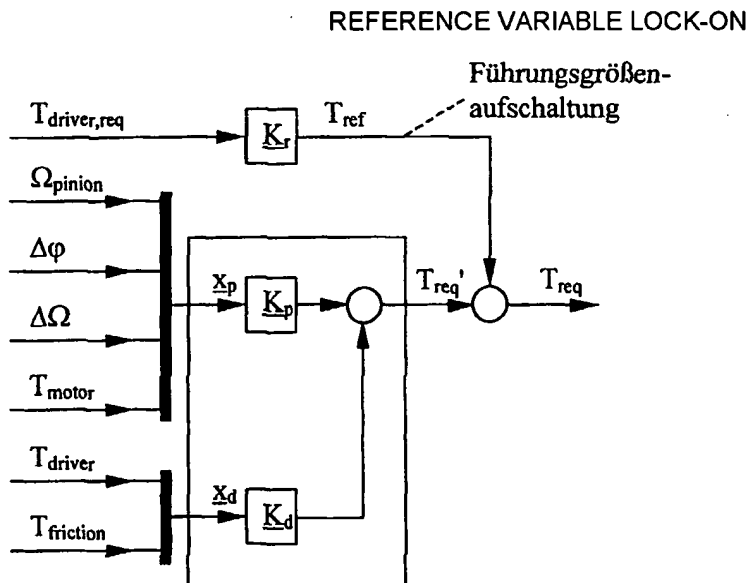 REFERENCE VARIABLE LOCK-ON
Führungsgrößen-
aufschaltung
T_driver,req
K_r
T_ref
Ω_pinion
Δφ
ΔΩ
T_motor
x_p
K_p
T_req'
T_req
T_driver
T_friction
x_d
K_d